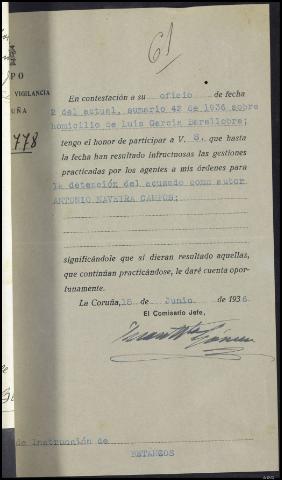 61
PO
VIGILANCIA
UÑA
778
En contestación a su oficio de fecha
2 del actual, sumario 42 de 1936 sobre
homicilio de Luis Garcia Barallobre;
tengo el honor de participar a V. S. que hasta
la fecha han resultado infructuosas las gestiones
practicadas por los agentes a mis órdenes para
la detención del acusado como autor
ANTONIO NAVEIRA CAMPOS;
significándole que si dieran resultado aquellas,
que continúan practicándose, le daré cuenta opor-
tunamente.
La Coruña, 15 de Junio de 1936.
El Comisario Jefe,
de Instrucción de
BETANZOS